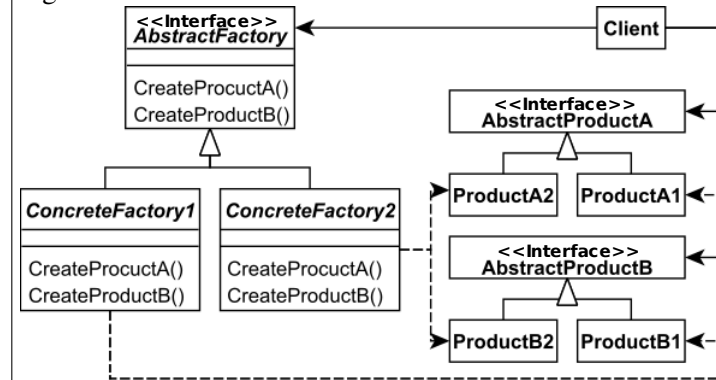 <<Interface>>
AbstractFactory
CreateProcuctA()
CreateProductB()
Client
<<Interface>>
AbstractProductA
ProductA2
ProductA1
ConcreteFactory1
CreateProcuctA()
CreateProductB()
ConcreteFactory2
CreateProcuctA()
CreateProductB()
<<Interface>>
AbstractProductB
ProductB2
ProductB1